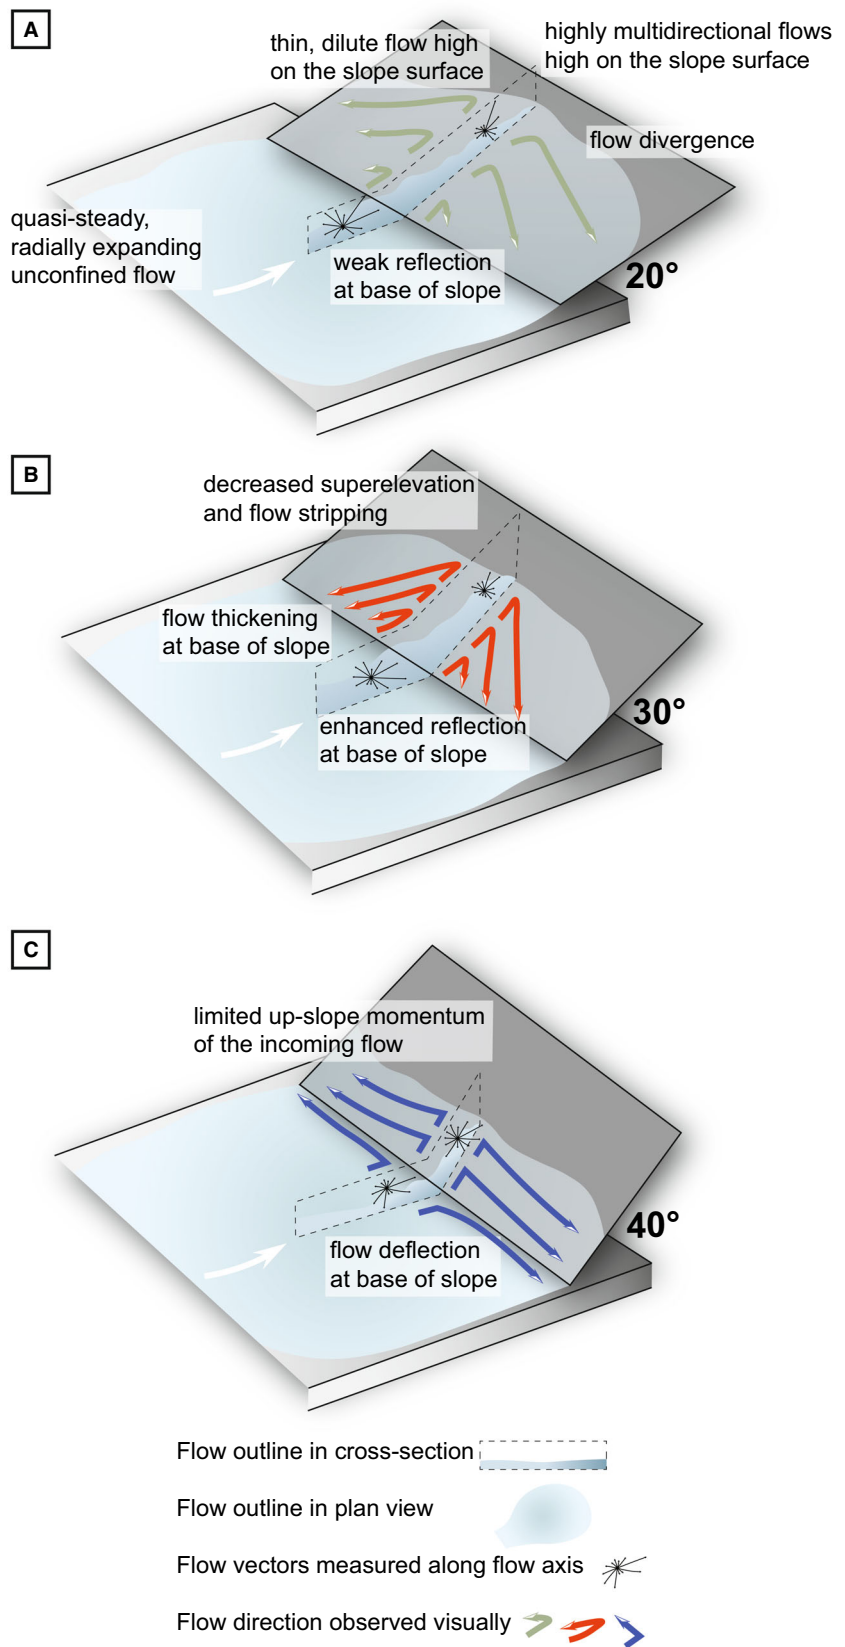 A
thin, dilute flow high
on the slope surface
highly multidirectional flows
high on the slope surface
flow divergence
quasi-steady,
radially expanding
unconfined flow
weak reflection
at base of slope
20°
B
decreased superelevation
and flow stripping
flow thickening
at base of slope
enhanced reflection
at base of slope
30°
C
limited up-slope momentum
of the incoming flow
flow deflection
at base of slope
40°
Flow outline in cross-section
Flow outline in plan view
Flow vectors measured along flow axis
Flow direction observed visually